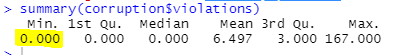 > summary(corruption$violations)
Min. 1st Qu. Median Mean 3rd Qu. Max.
0.000 0.000 0.000 6.497 3.000 167.000
>